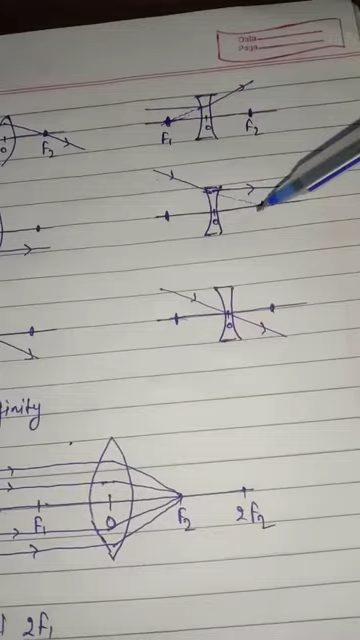 Date
Page
O F2
F1 O F2
O
O
finity
F1 O F2 2F2
2F1